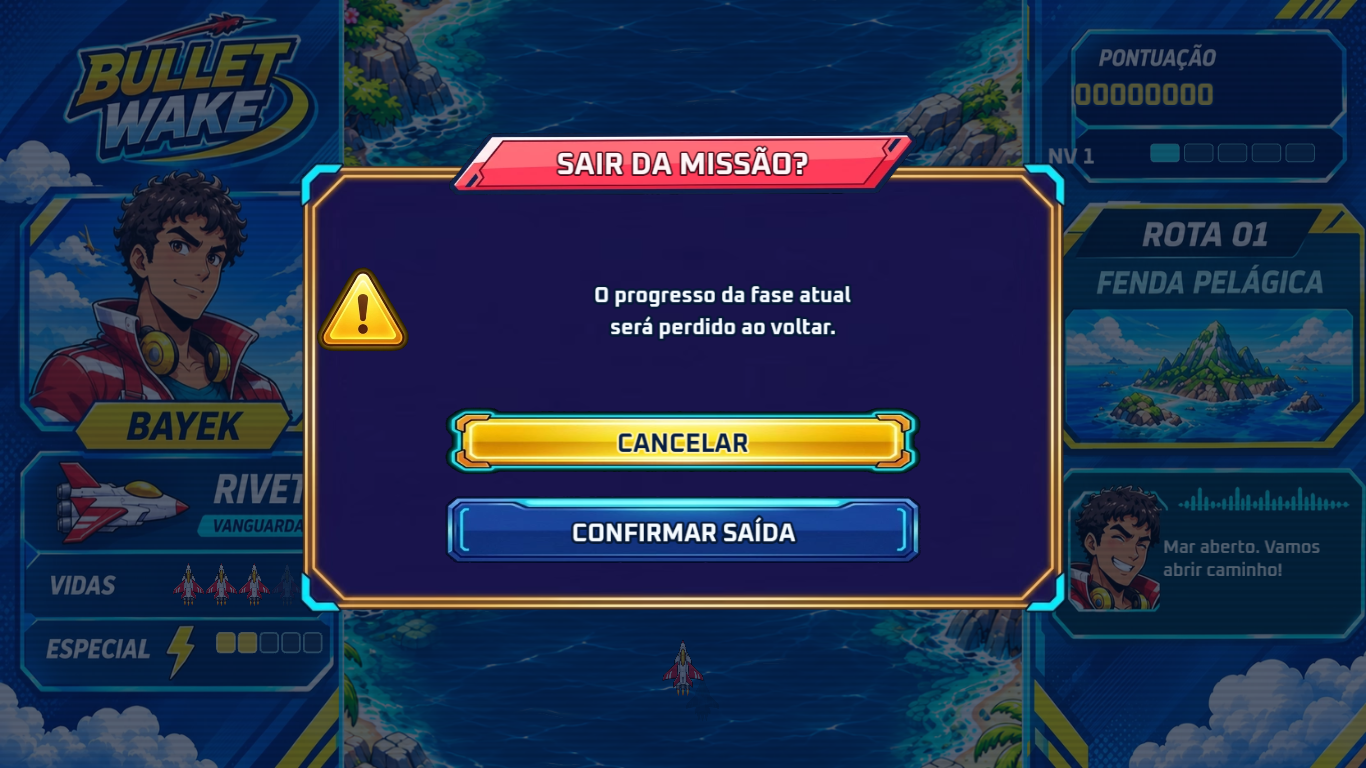 BULLET
WAKE
BAYEK
RIVET
VANGUARDA
VIDAS
ESPECIAL
SAIR DA MISSÃO?
O progresso da fase atual
será perdido ao voltar.
CANCELAR
CONFIRMAR SAÍDA
PONTUAÇÃO
00000000
NV 1
ROTA 01
FENDA PELÁGICA
Mar aberto. Vamos
abrir caminho!